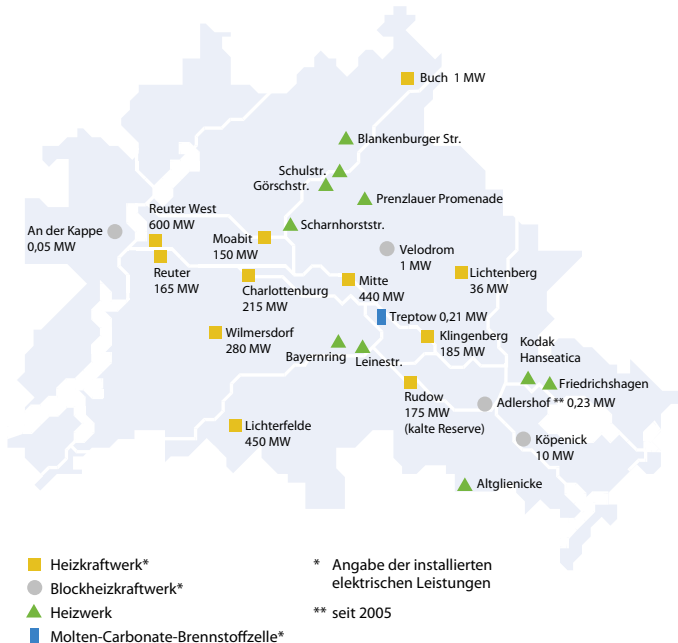 Buch 1 MW
Blankenburger Str.
Schulstr.
Görschstr.
Prenzlauer Promenade
Reuter West
600 MW
Scharnhorststr.
An der Kappe
0,05 MW
Moabit
150 MW
Velodrom
1 MW
Reuter
165 MW
Charlottenburg
215 MW
Mitte
440 MW
Lichtenberg
36 MW
Treptow 0,21 MW
Wilmersdorf
280 MW
Klingenberg
185 MW
Bayernring
Leinestr.
Kodak
Hanseatica
Friedrichshagen
Rudow
175 MW
(kalte Reserve)
Adlershof ** 0,23 MW
Lichterfelde
450 MW
Köpenick
10 MW
Altglienicke
Heizkraftwerk*
Blockheizkraftwerk*
Heizwerk
Molten-Carbonate-Brennstoffzelle*
* Angabe der installierten
elektrischen Leistungen
** seit 2005